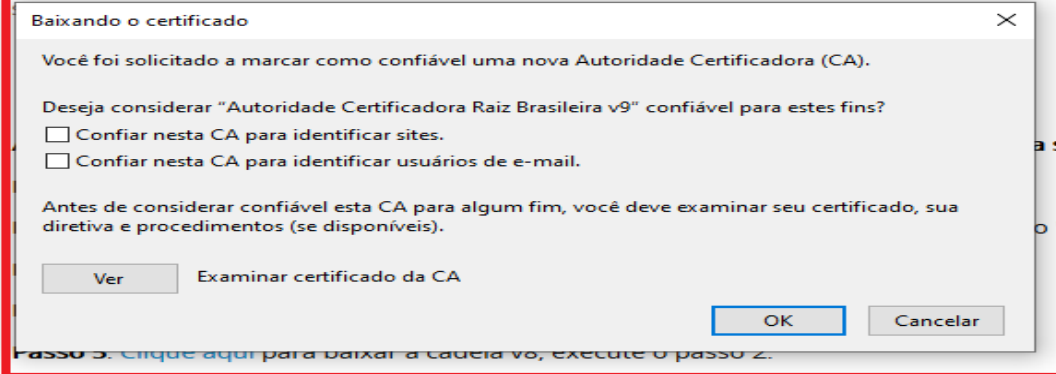 Baixando o certificado
Você foi solicitado a marcar como confiável uma nova Autoridade Certificadora (CA).
Deseja considerar “Autoridade Certificadora Raiz Brasileira v9” confiável para estes fins?
Confiar nesta CA para identificar sites.
Confiar nesta CA para identificar usuários de e-mail.
Antes de considerar confiável esta CA para algum fim, você deve examinar seu certificado, sua
diretiva e procedimentos (se disponíveis).
Ver Examinar certificado da CA
OK Cancelar
Passo 5. Clique aqui para baixar a cadeia v8, execute o passo 2.